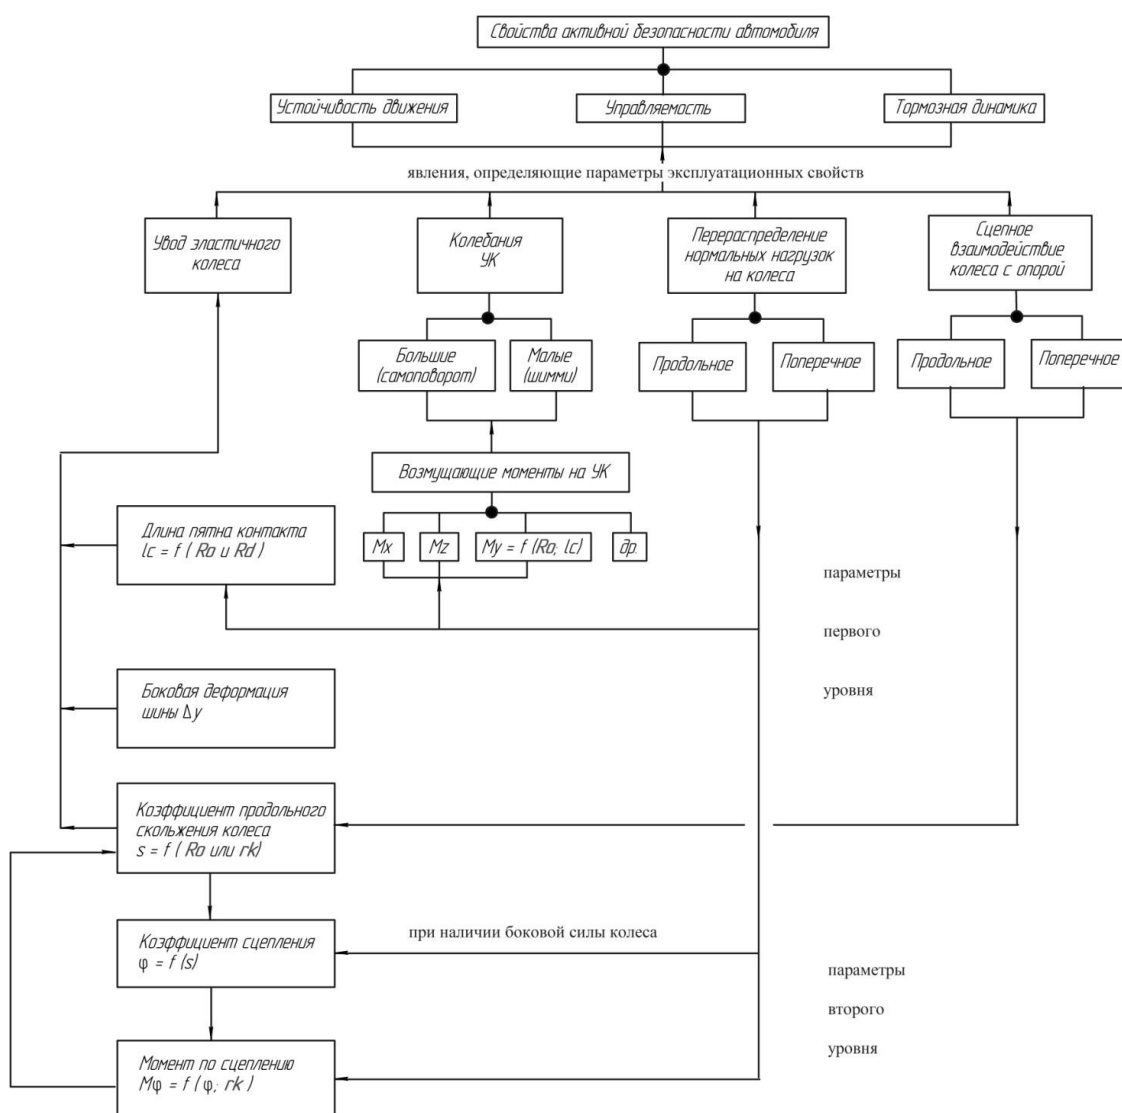 Свойства активной безопасности автомобиля
Устойчивость движения
Управляемость
Тормозная динамика
явления, определяющие параметры эксплуатационных свойств
Увод эластичного
колеса
Колебания
УК
Перераспределение
нормальных нагрузок
на колеса
Сцепное
взаимодействие
колеса с опорой
Большие
(самоповорот)
Малые
(шимми)
Продольное
Поперечное
Продольное
Поперечное
Возмущающие моменты на УК
Mx
Mz
My = f (Ro; lc)
др.
Длина пятна контакта
lc = f ( Ro и Rd )
параметры
первого
уровня
Боковая деформация
шины Δy
Коэффициент продольного
скольжения колеса
s = f ( Ro или rk)
Коэффициент сцепления
φ = f (s)
при наличии боковой силы колеса
параметры
второго
уровня
Момент по сцеплению
Mφ = f ( φ; rk )